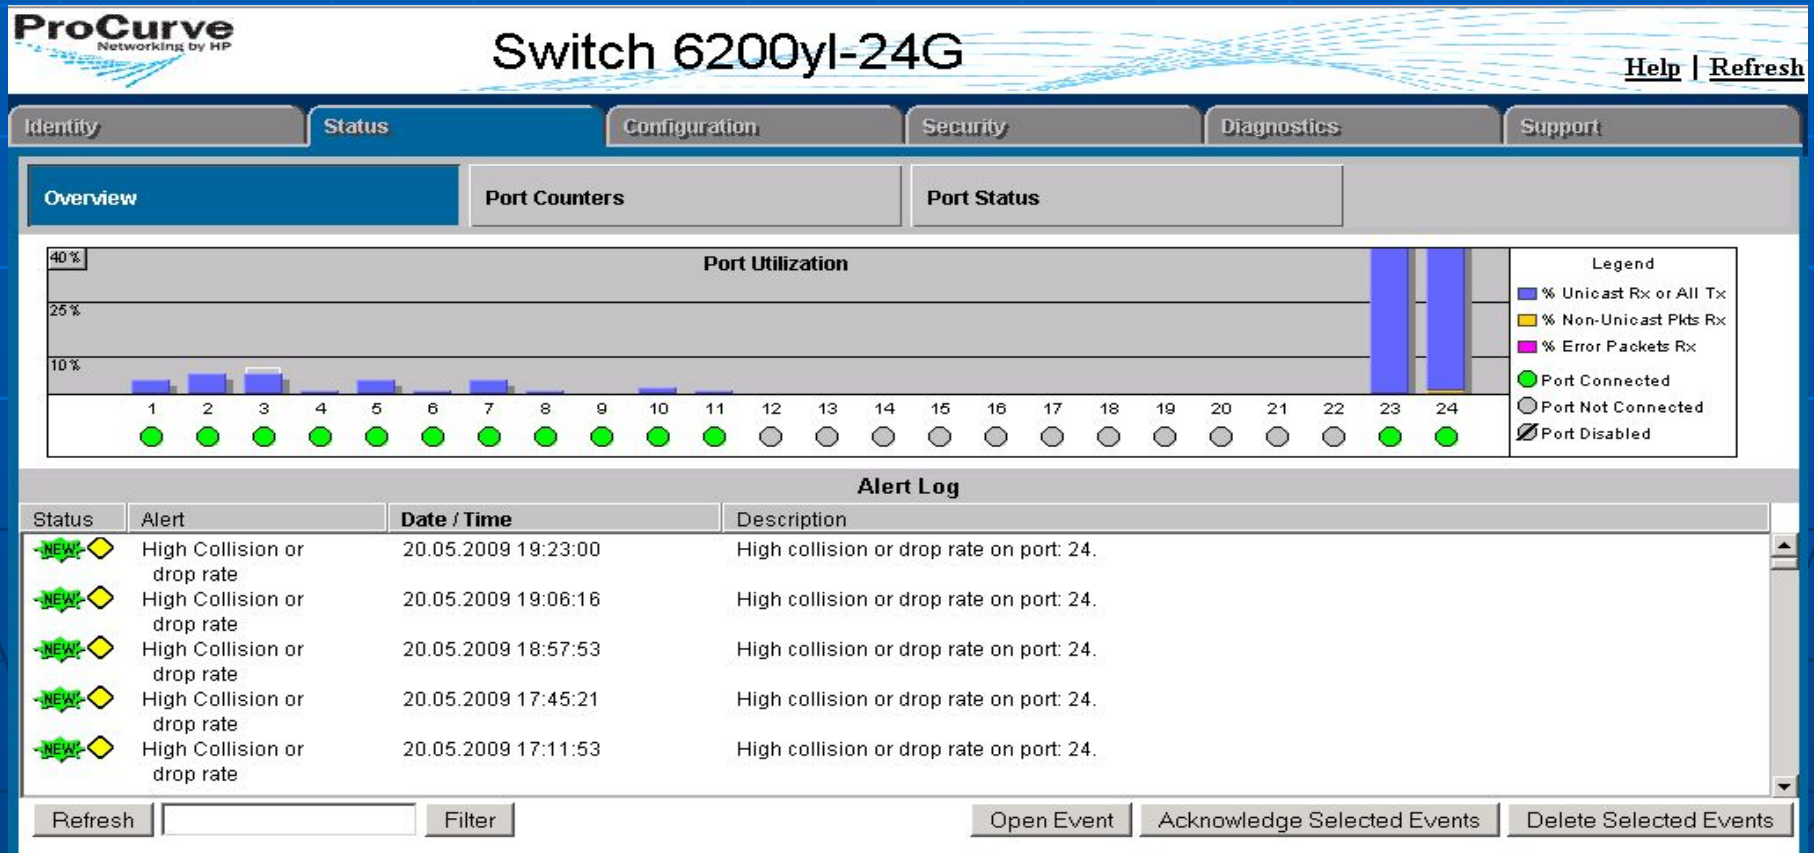 ProCurve
Networking by HP
Switch 6200yl-24G
Help | Refresh
Identity Status Configuration Security Diagnostics Support
Overview Port Counters Port Status
40 % Port Utilization
25 %
10 %
1 2 3 4 5 6 7 8 9 10 11 12 13 14 15 16 17 18 19 20 21 22 23 24
Legend
% Unicast Rx or All Tx
% Non-Unicast Pkts Rx
% Error Packets Rx
Port Connected
Port Not Connected
Port Disabled
Alert Log
Status Alert Date / Time Description
NEW! High Collision or 20.05.2009 19:23:00 High collision or drop rate on port: 24.
drop rate
NEW! High Collision or 20.05.2009 19:06:16 High collision or drop rate on port: 24.
drop rate
NEW! High Collision or 20.05.2009 18:57:53 High collision or drop rate on port: 24.
drop rate
NEW! High Collision or 20.05.2009 17:45:21 High collision or drop rate on port: 24.
drop rate
NEW! High Collision or 20.05.2009 17:11:53 High collision or drop rate on port: 24.
drop rate
Refresh Filter Open Event Acknowledge Selected Events Delete Selected Events